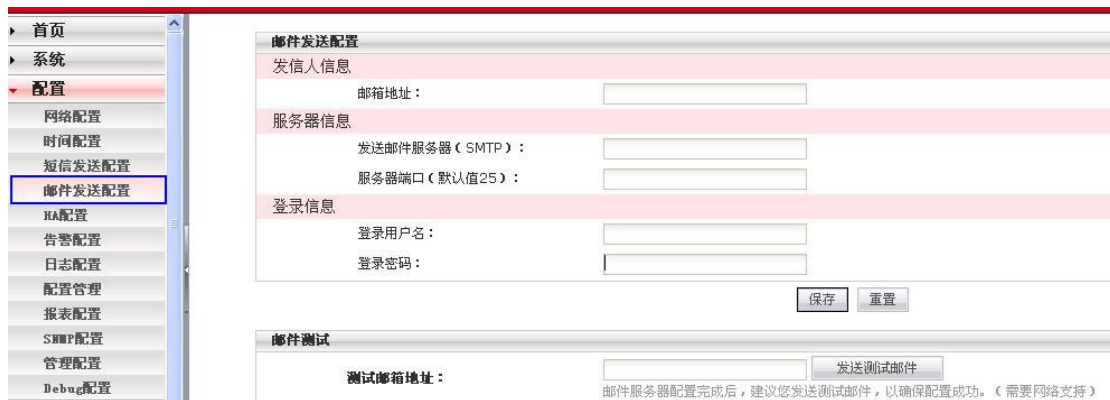 首页
系统
配置
网络配置
时间配置
短信发送配置
邮件发送配置
HA配置
告警配置
日志配置
配置管理
报表配置
SNMP配置
管理配置
Debug配置
邮件发送配置
发信人信息
邮箱地址：
服务器信息
发送邮件服务器(SMTP)：
服务器端口(默认值25)：
登录信息
登录用户名：
登录密码：
保存 重置
邮件测试
测试邮箱地址： 发送测试邮件
邮件服务器配置完成后，建议您发送测试邮件，以确保配置成功。(需要网络支持)